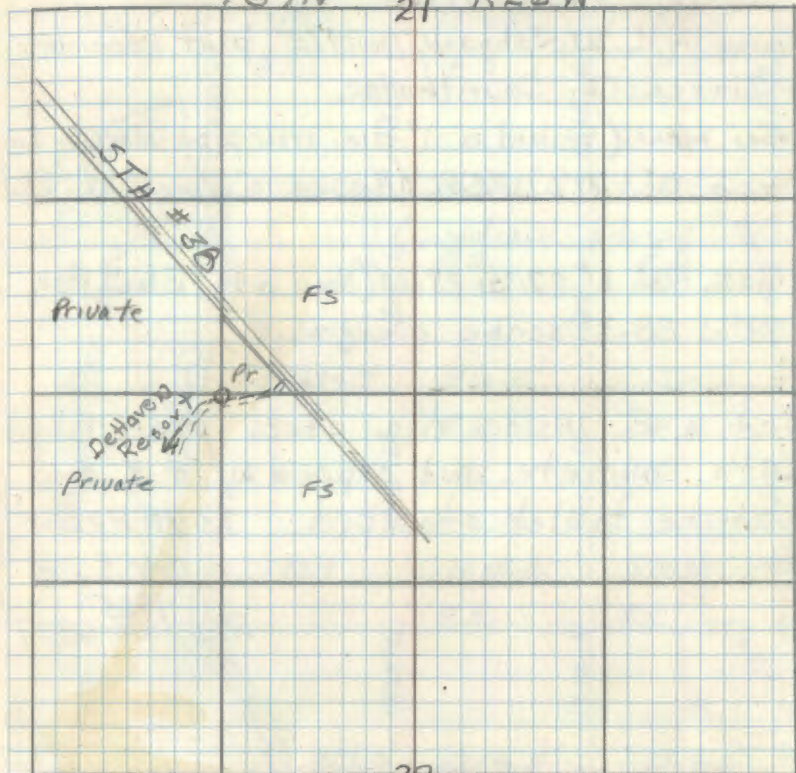 21
STH #38
Private
FS
Pr
DeHaven
Resort
Private
FS